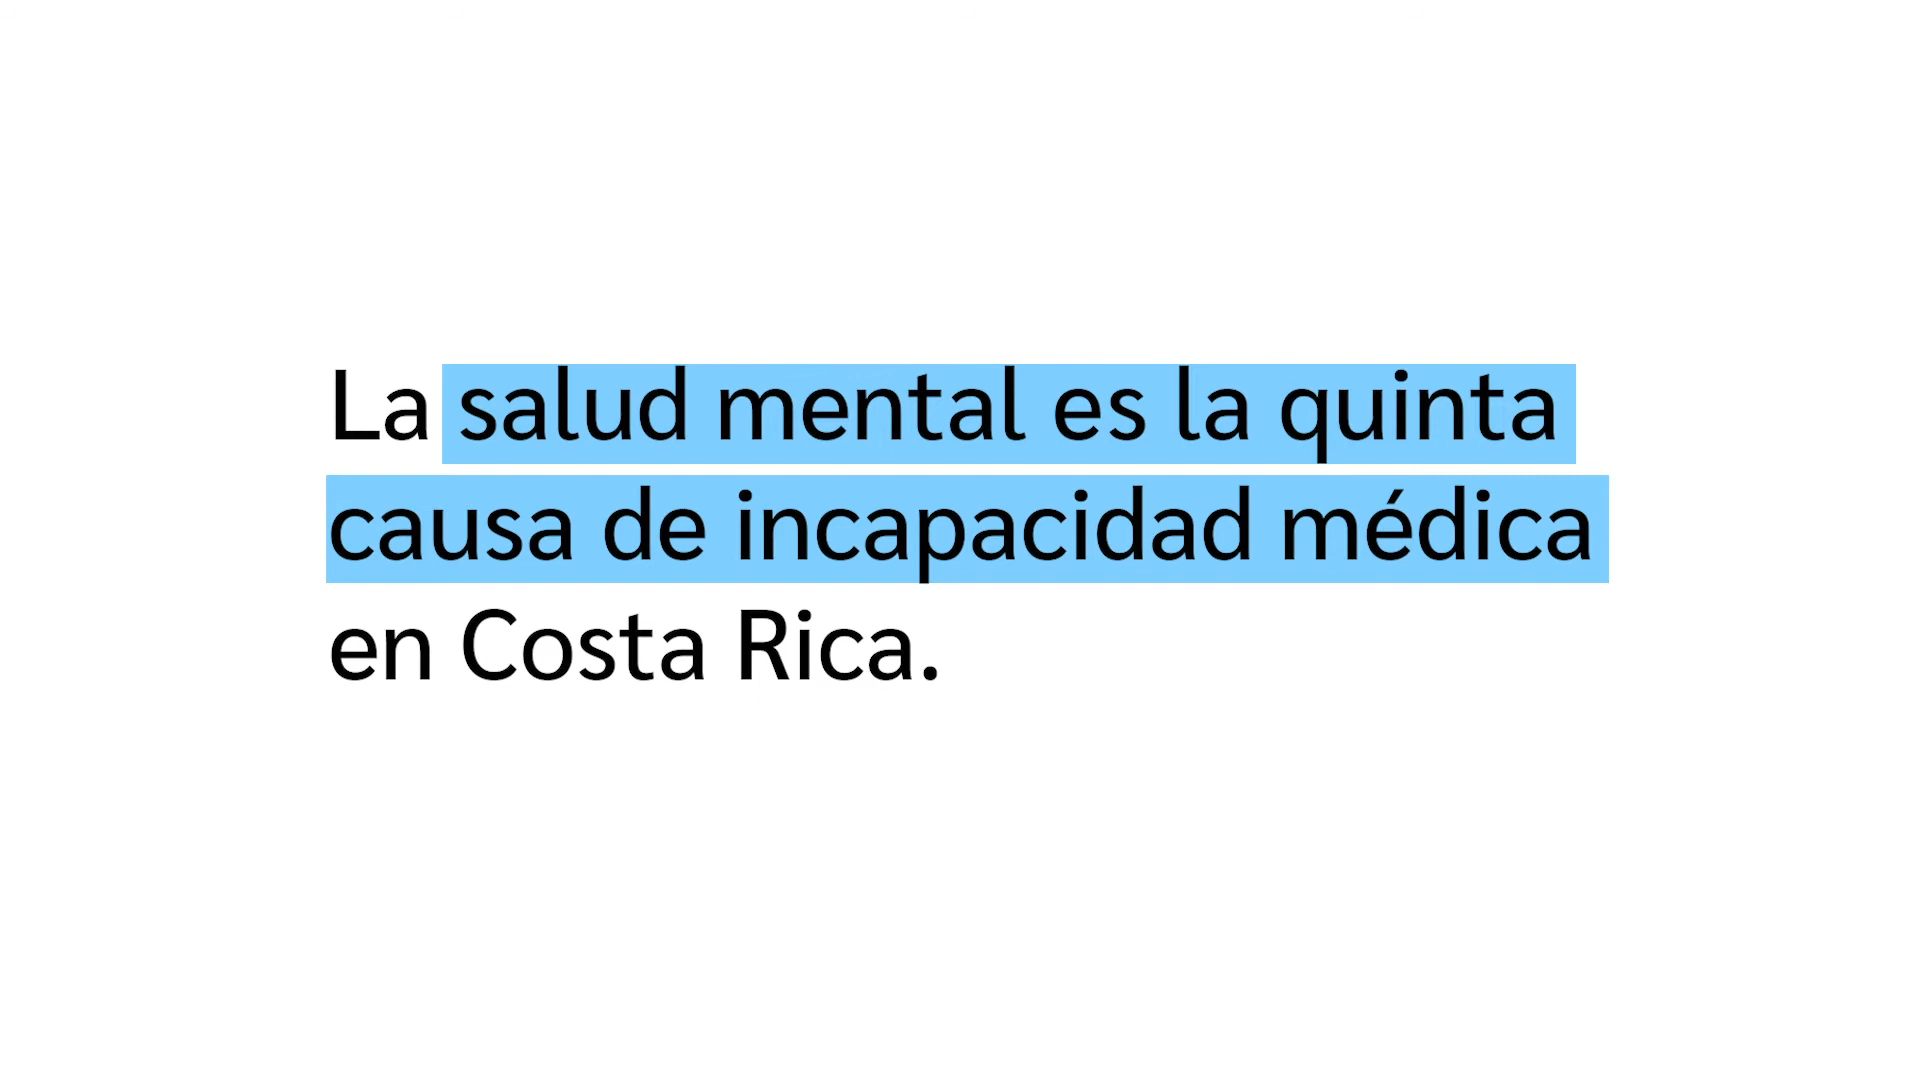 La salud mental es la quinta
causa de incapacidad médica
en Costa Rica.